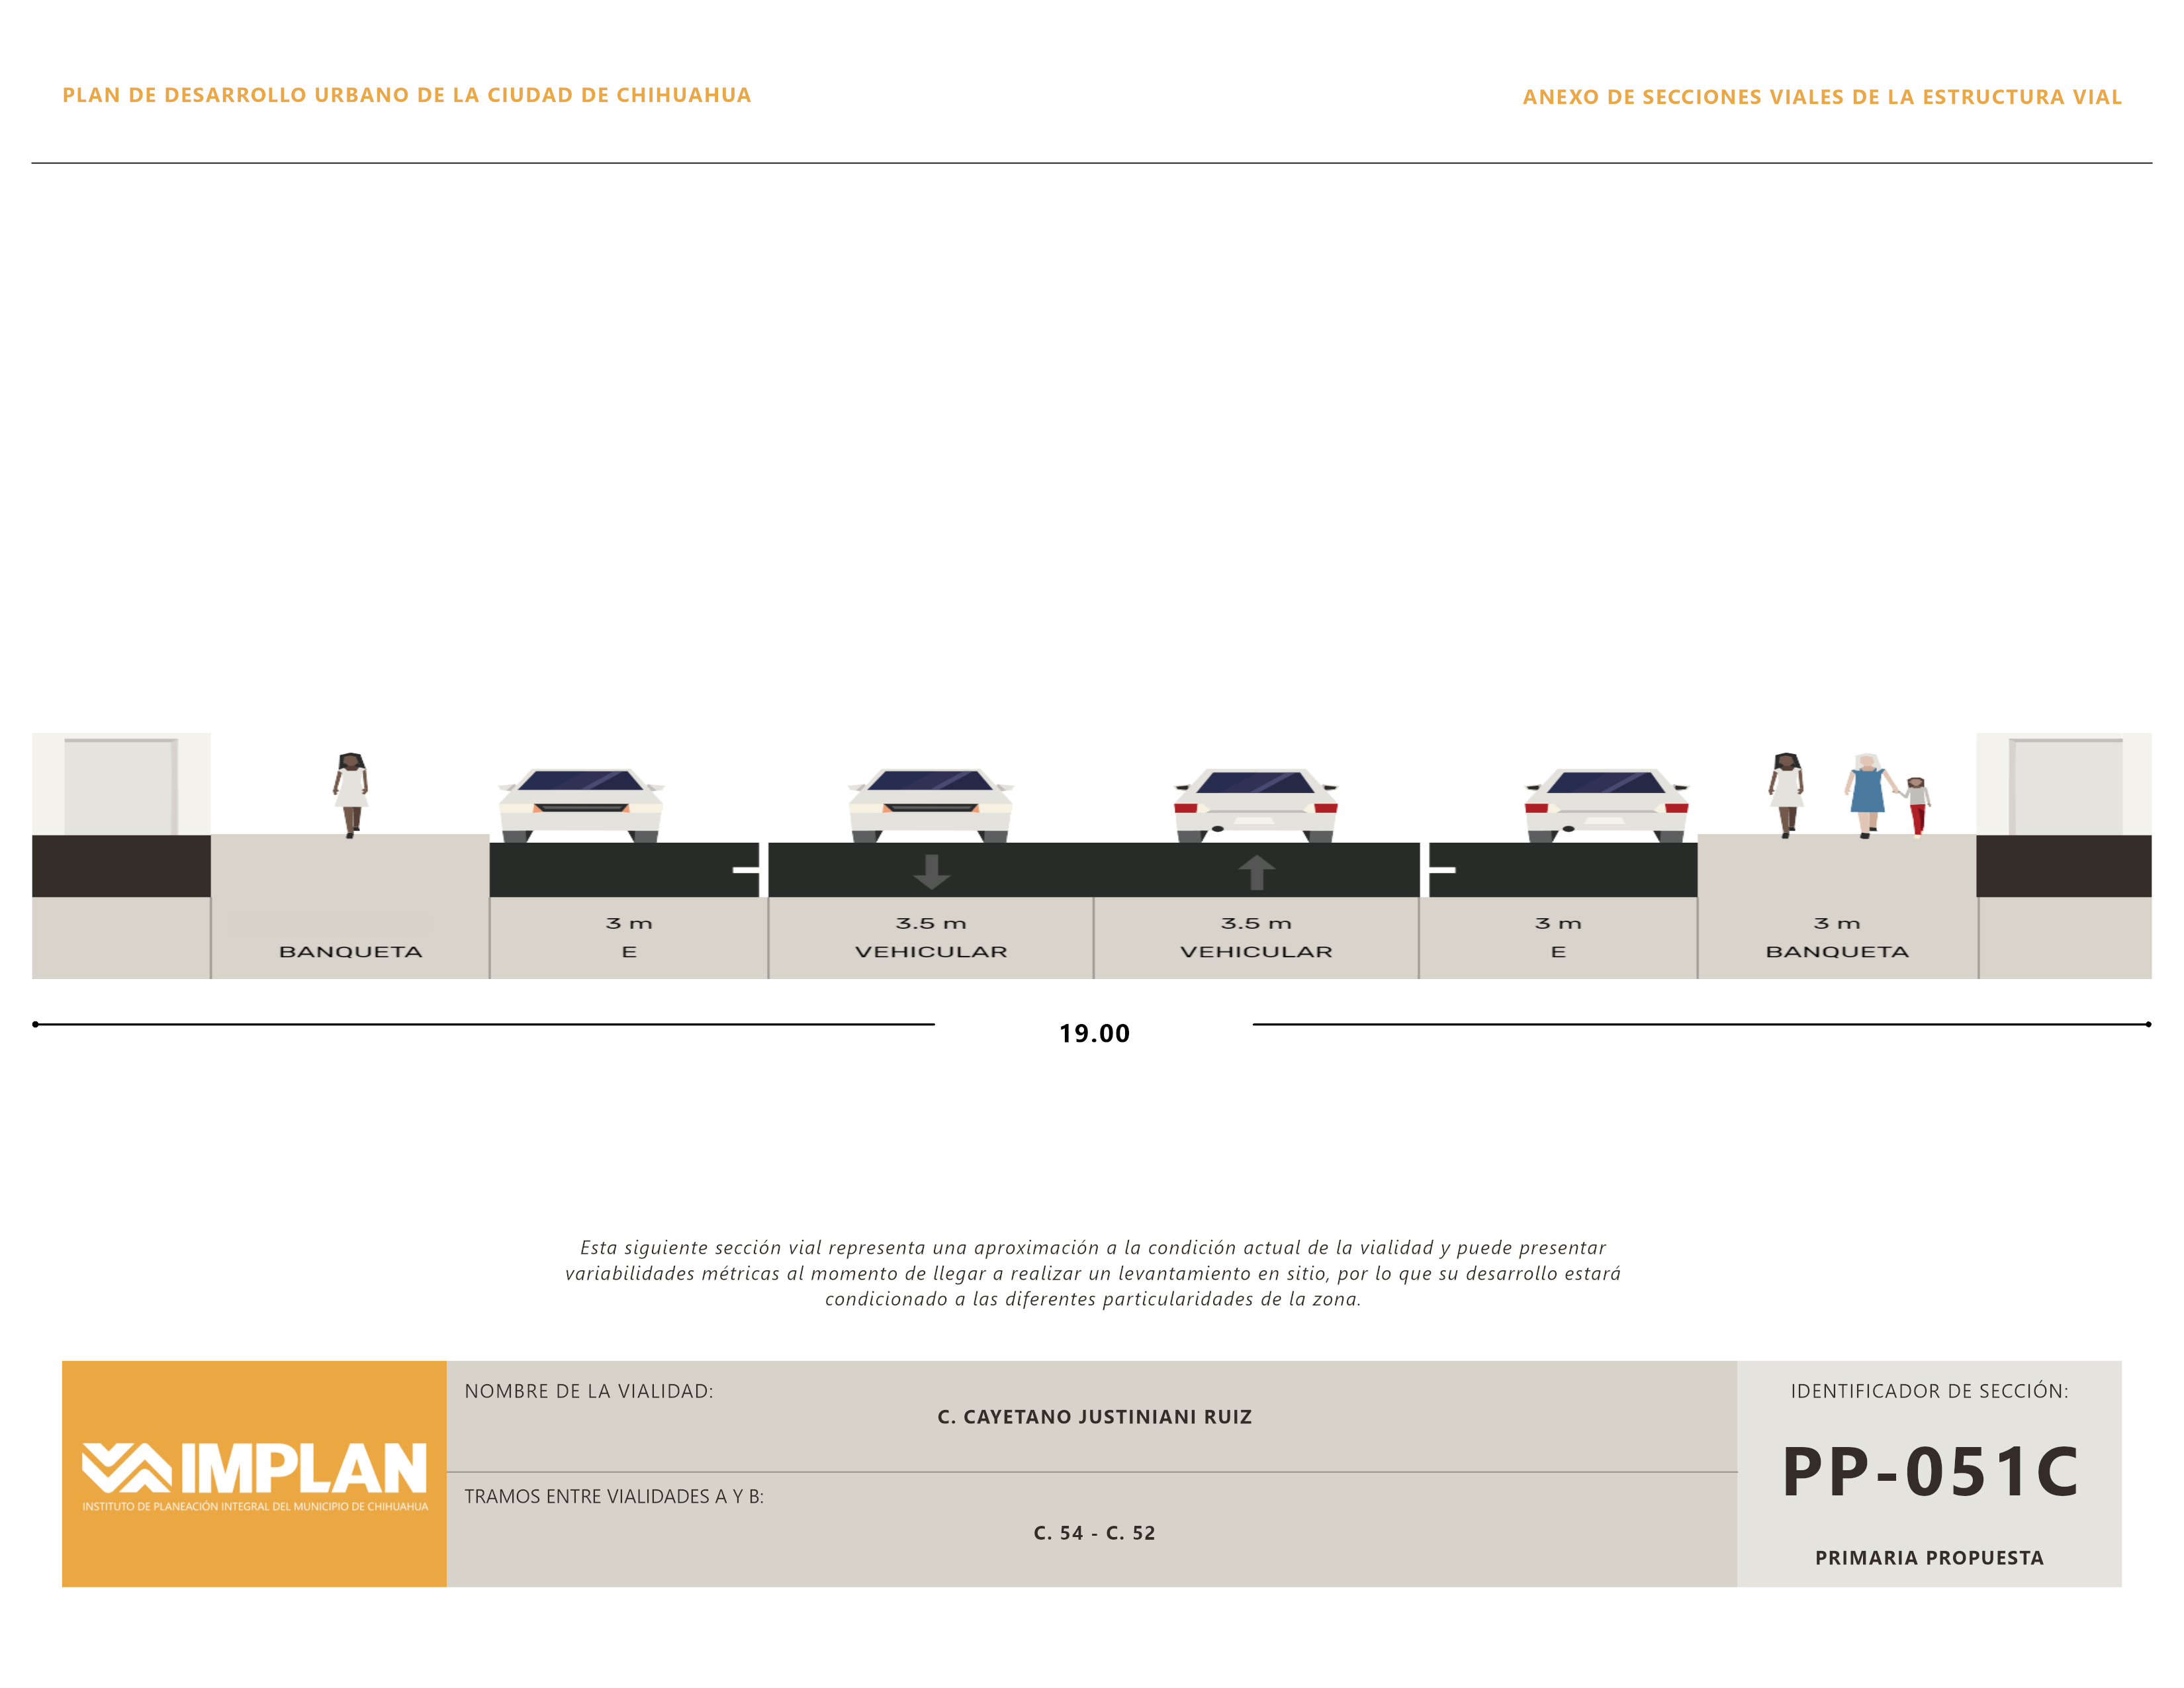 PLAN DE DESARROLLO URBANO DE LA CIUDAD DE CHIHUAHUA
ANEXO DE SECCIONES VIALES DE LA ESTRUCTURA VIAL
BANQUETA
3 m
E
3.5 m
VEHICULAR
3.5 m
VEHICULAR
3 m
E
3 m
BANQUETA
19.00
Esta siguiente sección vial representa una aproximación a la condición actual de la vialidad y puede presentar
variabilidades métricas al momento de llegar a realizar un levantamiento en sitio, por lo que su desarrollo estará
condicionado a las diferentes particularidades de la zona.
IMPLAN
INSTITUTO DE PLANEACIÓN INTEGRAL DEL MUNICIPIO DE CHIHUAHUA
NOMBRE DE LA VIALIDAD:
C. CAYETANO JUSTINIANI RUIZ
TRAMOS ENTRE VIALIDADES A Y B:
C. 54 - C. 52
IDENTIFICADOR DE SECCIÓN:
PP-051C
PRIMARIA PROPUESTA